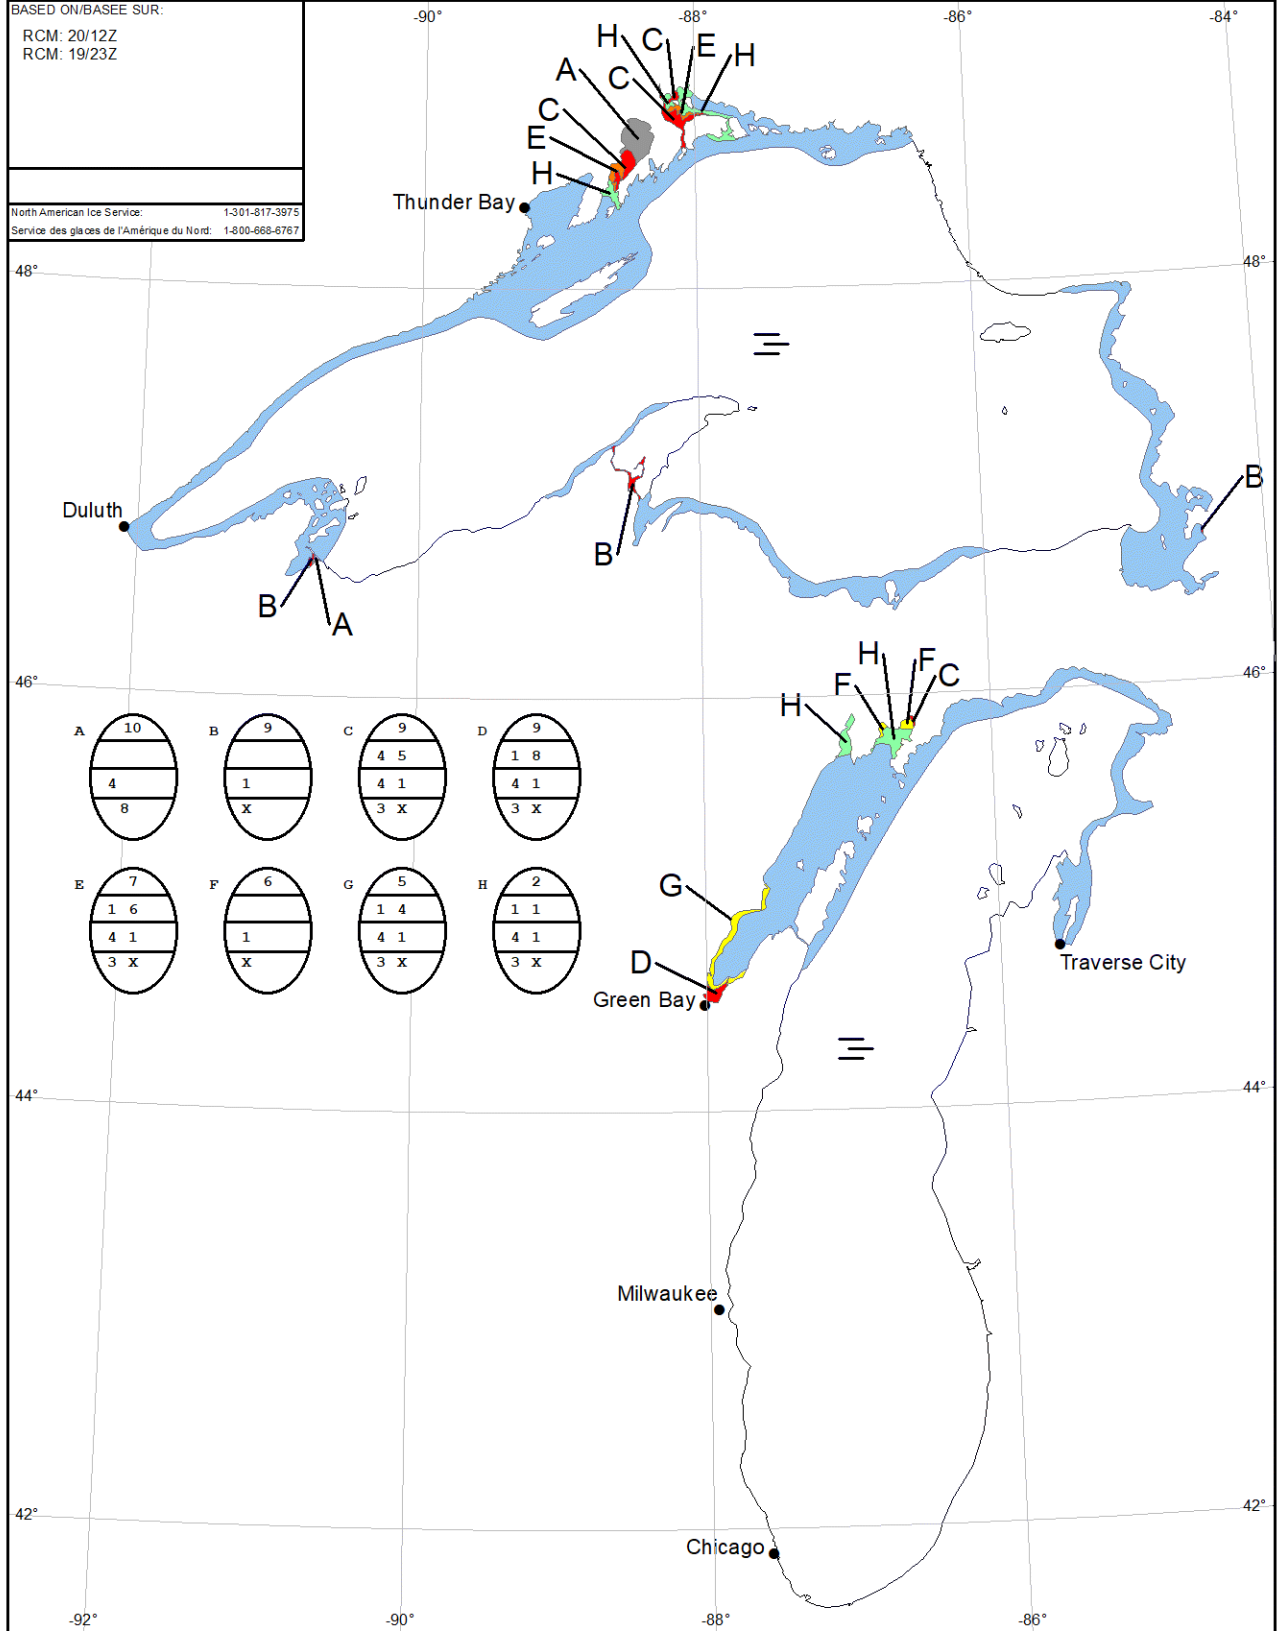 BASED ON/BASEE SUR:
RCM: 20/12Z
RCM: 19/23Z
North American Ice Service: 1-301-817-3975
Service des glaces de l'Amérique du Nord: 1-800-668-6767
-90° -88° -86° -84°
H C E H
A C
C
E
H
Thunder Bay
48° 48°
B
Duluth
B
B A
46° 46°
H F C
F
H
A 10 B 9 C 9 D 9
4 5 1 8
4 1 4 1 4 1
8 X 3 X 3 X
E 7 F 6 G 5 H 2
1 6 1 4 1 1
4 1 1 4 1 4 1
3 X X 3 X 3 X
G
D
Traverse City
Green Bay
44° 44°
Milwaukee
42° 42°
Chicago
-92° -90° -88° -86°